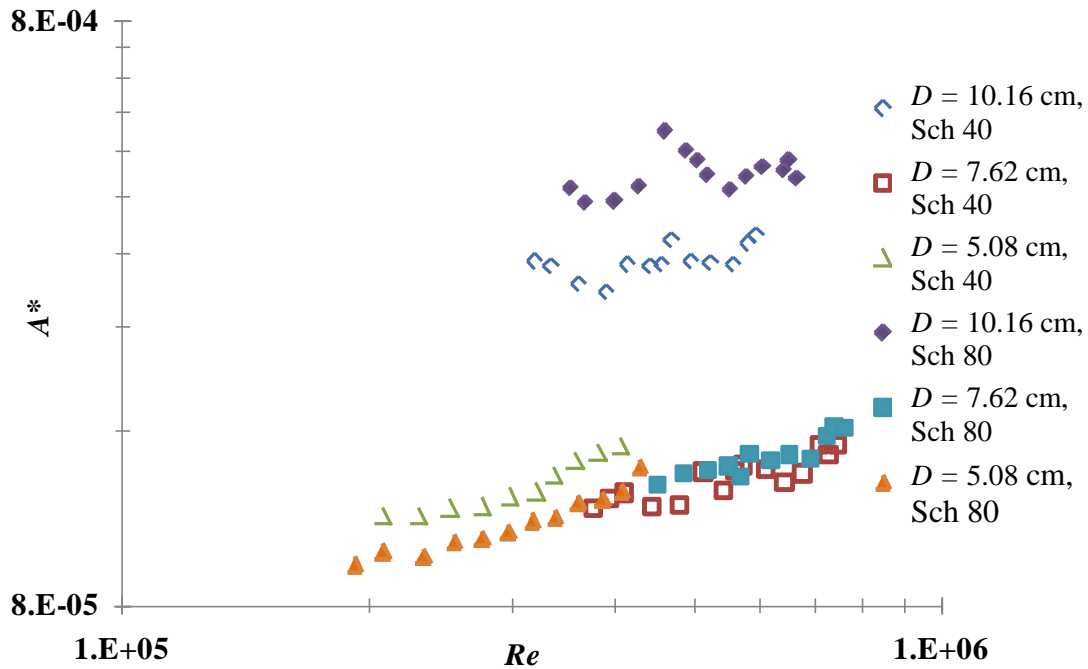 8.E-04
A*
8.E-05
1.E+05
Re
1.E+06
D = 10.16 cm,
Sch 40
D = 7.62 cm,
Sch 40
D = 5.08 cm,
Sch 40
D = 10.16 cm,
Sch 80
D = 7.62 cm,
Sch 80
D = 5.08 cm,
Sch 80